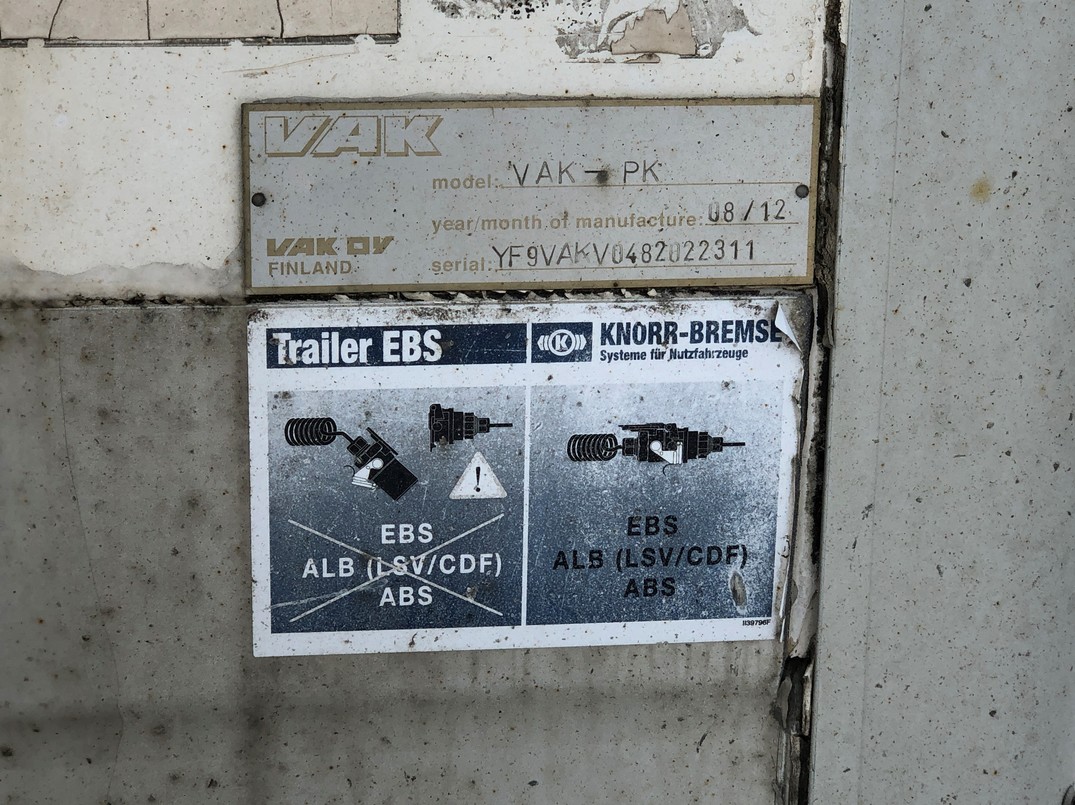 VAK
model: VAK - PK
year/month of manufacture: 08/12
VAK OY
FINLAND
serial: YF9VAKV0482022311
Trailer EBS
K KNORR-BREMSE
Systeme für Nutzfahrzeuge
!
EBS
ALB (LSV/CDF)
ABS
EBS
ALB (LSV/CDF)
ABS
II39796F